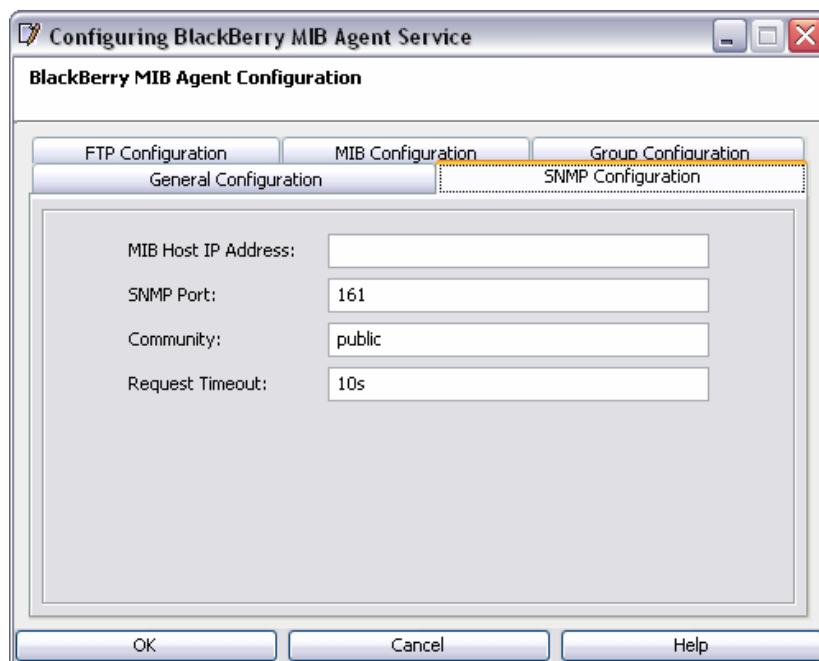 Configuring BlackBerry MIB Agent Service
BlackBerry MIB Agent Configuration
FTP Configuration
MIB Configuration
Group Configuration
General Configuration
SNMP Configuration
MIB Host IP Address:
SNMP Port: 161
Community: public
Request Timeout: 10s
OK
Cancel
Help